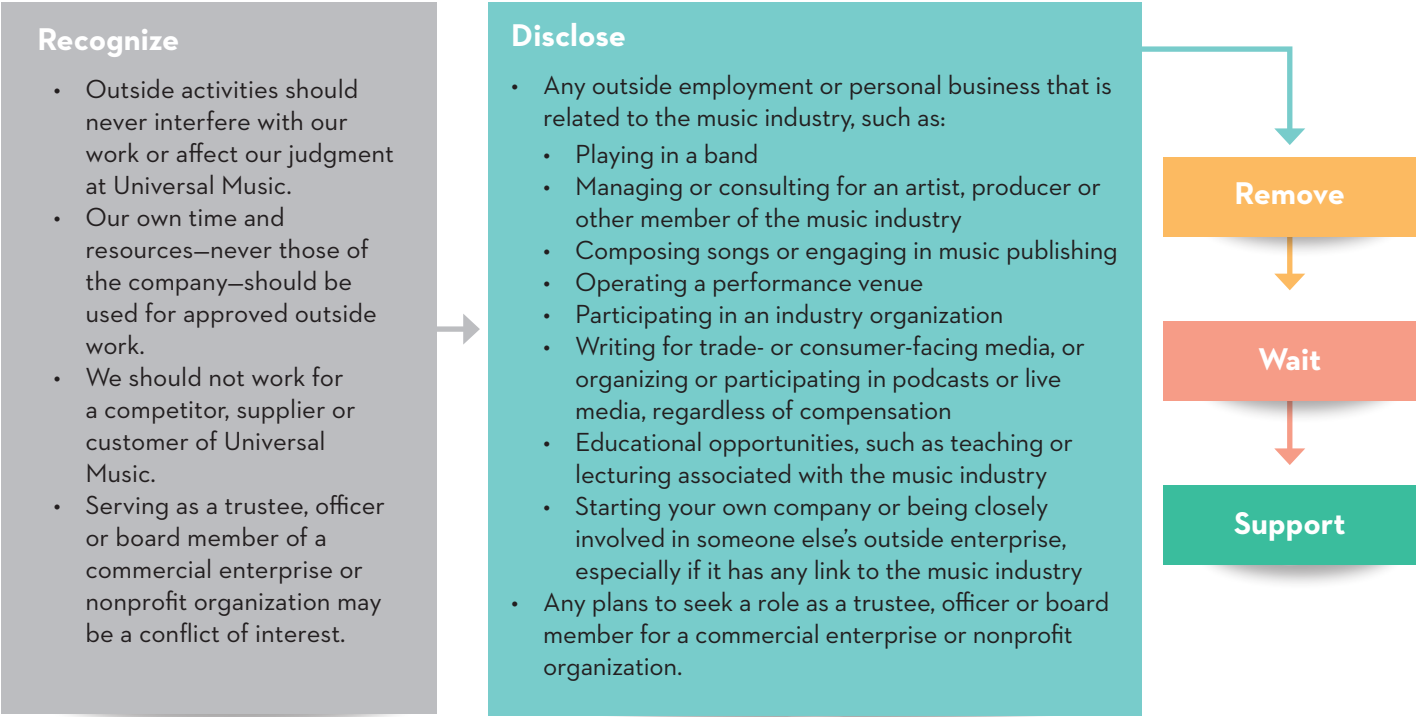 Recognize
• Outside activities should
never interfere with our
work or affect our judgment
at Universal Music.
• Our own time and
resources—never those of
the company—should be
used for approved outside
work.
• We should not work for
a competitor, supplier or
customer of Universal
Music.
• Serving as a trustee, officer
or board member of a
commercial enterprise or
nonprofit organization may
be a conflict of interest.
Disclose
• Any outside employment or personal business that is
related to the music industry, such as:
• Playing in a band
• Managing or consulting for an artist, producer or
other member of the music industry
• Composing songs or engaging in music publishing
• Operating a performance venue
• Participating in an industry organization
• Writing for trade- or consumer-facing media, or
organizing or participating in podcasts or live
media, regardless of compensation
• Educational opportunities, such as teaching or
lecturing associated with the music industry
• Starting your own company or being closely
involved in someone else’s outside enterprise,
especially if it has any link to the music industry
• Any plans to seek a role as a trustee, officer or board
member for a commercial enterprise or nonprofit
organization.
Remove
Wait
Support